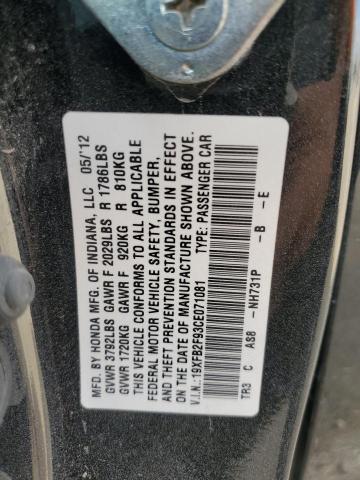 MFD. BY HONDA MFG. OF INDIANA, LLC 05/'12
GVWR 3792LBS GAWR F 2029LBS R 1786LBS
GVWR 1720KG GAWR F 920KG R 810KG
THIS VEHICLE CONFORMS TO ALL APPLICABLE
FEDERAL MOTOR VEHICLE SAFETY, BUMPER,
AND THEFT PREVENTION STANDARDS IN EFFECT
ON THE DATE OF MANUFACTURE SHOWN ABOVE.
V.I.N.: 19XFB2F93CE071081 TYPE: PASSENGER CAR
TR3 C AS8 -NH731P -B -E